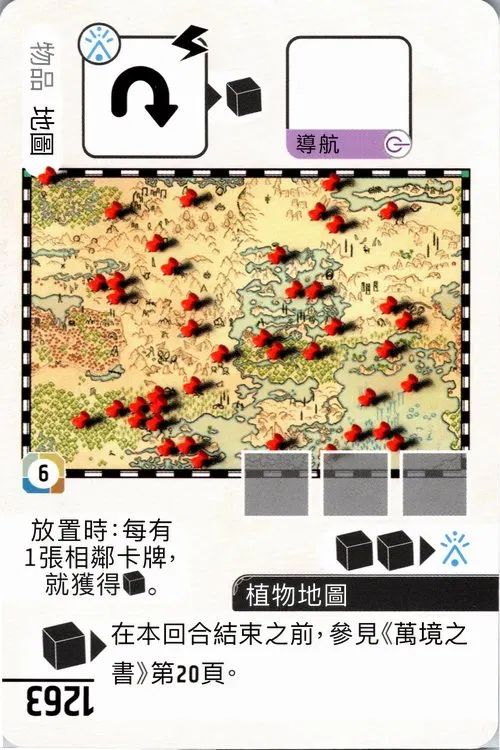 物品 地圖
導航
6
放置時：每有
1張相鄰卡牌，
就獲得。
植物地圖
在本回合結束之前，參見《萬境之
書》第20頁。
1263